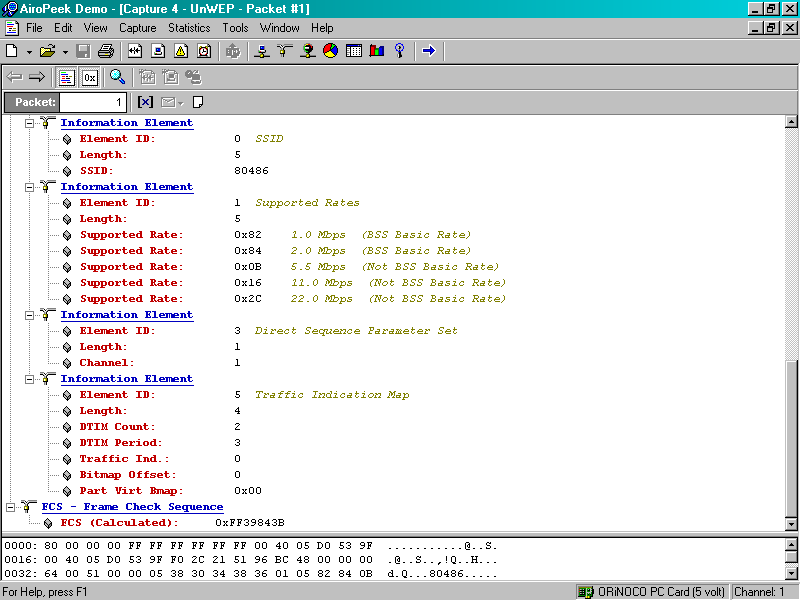 AiroPeek Demo - [Capture 4 - UnWEP - Packet #1]
File Edit View Capture Statistics Tools Window Help
0x
Packet: 1
Information Element
Element ID: 0 SSID
Length: 5
SSID: 80486
Information Element
Element ID: 1 Supported Rates
Length: 5
Supported Rate: 0x82 1.0 Mbps (BSS Basic Rate)
Supported Rate: 0x84 2.0 Mbps (BSS Basic Rate)
Supported Rate: 0x0B 5.5 Mbps (Not BSS Basic Rate)
Supported Rate: 0x16 11.0 Mbps (Not BSS Basic Rate)
Supported Rate: 0x2C 22.0 Mbps (Not BSS Basic Rate)
Information Element
Element ID: 3 Direct Sequence Parameter Set
Length: 1
Channel: 1
Information Element
Element ID: 5 Traffic Indication Map
Length: 4
DTIM Count: 2
DTIM Period: 3
Traffic Ind.: 0
Bitmap Offset: 0
Part Virt Bmap: 0x00
FCS - Frame Check Sequence
FCS (Calculated): 0xFF39843B
0000: 80 00 00 00 FF FF FF FF FF FF 00 40 05 D0 53 9F ...........@..S.
0016: 00 40 05 D0 53 9F F0 2C 21 51 96 BC 48 00 00 00 .@..S..,!Q..H...
0032: 64 00 51 00 00 05 38 30 34 38 36 01 05 82 84 0B d.Q...80486.....
For Help, press F1
ORiNOCO PC Card (5 volt)
Channel: 1